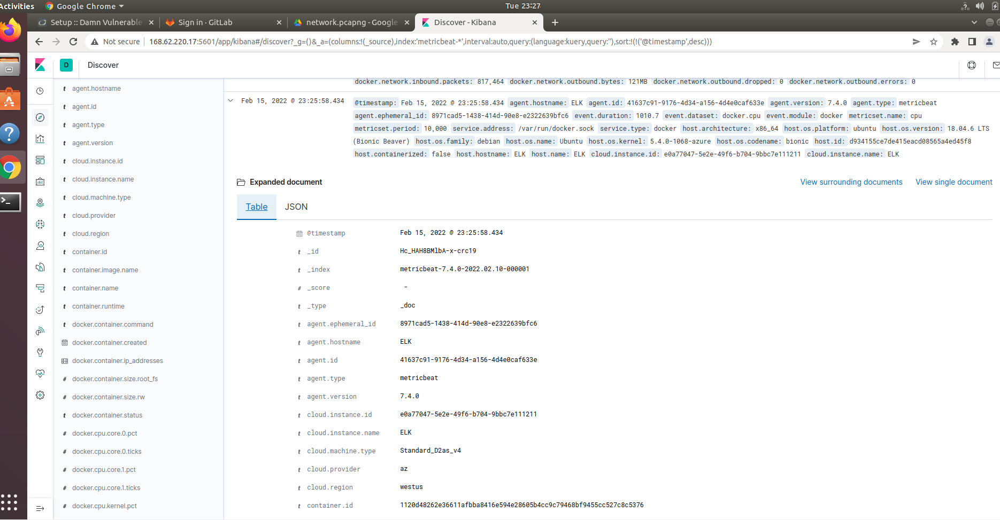 Activities
Google Chrome
Tue 23:27
Setup :: Damn Vulnerable
Sign in · GitLab
network.pcapng - Google
Discover - Kibana
Not secure
168.62.220.17:5601/app/kibana#/discover?_g=()&_a=(columns:!(_source),index:'metricbeat-*',interval:auto,query:(language:kuery,query:''),sort:!(!('@timestamp',desc)))
D
Discover
docker.network.inbound.packets: 817,464 docker.network.outbound.bytes: 121MB docker.network.outbound.dropped: 0 docker.network.outbound.errors: 0
Feb 15, 2022 @ 23:25:58.434
@timestamp: Feb 15, 2022 @ 23:25:58.434 agent.hostname: ELK agent.id: 41637c91-9176-4d34-a156-4d4e0caf633e agent.version: 7.4.0 agent.type: metricbeat
agent.ephemeral_id: 8971cad5-1438-414d-90e8-e2322639bfc6 event.duration: 1010.7 event.dataset: docker.cpu event.module: docker metricset.name: cpu
metricset.period: 10,000 service.address: /var/run/docker.sock service.type: docker host.architecture: x86_64 host.os.platform: ubuntu host.os.version: 18.04.6 LTS
(Bionic Beaver) host.os.family: debian host.os.name: Ubuntu host.os.kernel: 5.4.0-1068-azure host.os.codename: bionic host.id: d934155ce7de415eacd08565a4ed45f8
host.containerized: false host.hostname: ELK host.name: ELK cloud.instance.id: e0a77047-5e2e-49f6-b704-9bbc7e111211 cloud.instance.name: ELK
Expanded document
View surrounding documents
View single document
Table
JSON
t agent.hostname
t agent.id
t agent.type
t agent.version
t cloud.instance.id
t cloud.instance.name
t cloud.machine.type
t cloud.provider
t cloud.region
t container.id
t container.image.name
t container.name
t container.runtime
t docker.container.command
docker.container.created
docker.container.ip_addresses
# docker.container.size.root_fs
# docker.container.size.rw
t docker.container.status
# docker.cpu.core.0.pct
# docker.cpu.core.0.ticks
# docker.cpu.core.1.pct
# docker.cpu.core.1.ticks
# docker.cpu.kernel.pct
@timestamp Feb 15, 2022 @ 23:25:58.434
t _id Hc_HAH8BMlbA-x-crc19
t _index metricbeat-7.4.0-2022.02.10-000001
# _score -
t _type _doc
t agent.ephemeral_id 8971cad5-1438-414d-90e8-e2322639bfc6
t agent.hostname ELK
t agent.id 41637c91-9176-4d34-a156-4d4e0caf633e
t agent.type metricbeat
t agent.version 7.4.0
t cloud.instance.id e0a77047-5e2e-49f6-b704-9bbc7e111211
t cloud.instance.name ELK
t cloud.machine.type Standard_D2as_v4
t cloud.provider az
t cloud.region westus
t container.id 1120d48262e36611afbba8416e594e28605b4cc9c79468bf9455cc527c8c5376